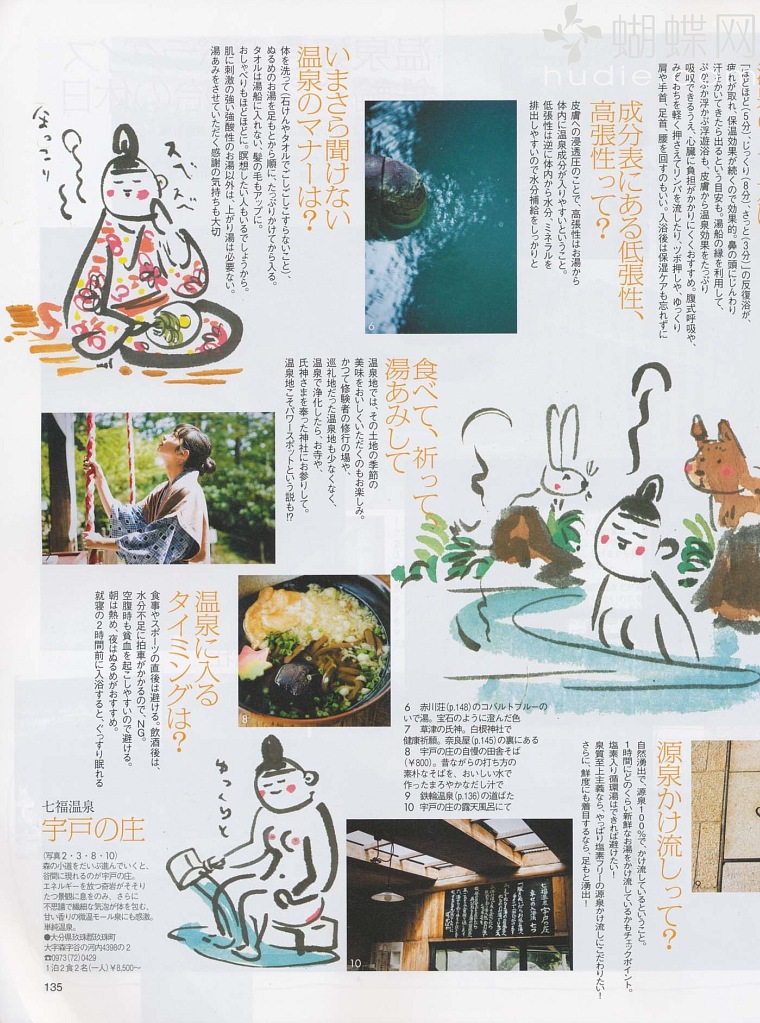 「ほどほど(5分)、じっくり(8分)、さっと(3分)」の反復浴が、
疲れが取れ、保温効果が続くので効果的。鼻の頭にじんわり
汗をかいてきたら出るという目安も。湯船の縁を利用して、
ぷかぷか浮かぶ浮遊浴も、皮膚から温泉効果をたっぷり
吸収できるうえ、心臓に負担がかかりにくくおすすめ。腹式呼吸や、
みぞおちを軽く押さえてリンパを流したり、ツボ押しや、ゆっくり
肩や手首、足首、腰を回すのもいい。入浴後は保湿ケアも忘れずに
成分表にある低張性、
高張性って?
皮膚への浸透圧のことで、高張性はお湯から
体内に温泉成分が入りやすいということ。
低張性は逆に体内から水分、ミネラルを
排出しやすいので水分補給をしっかりと
いまさら聞けない
温泉のマナーは?
体を洗って(石けんやタオルでごしごしこすらないこと)、
ぬるめのお湯を足もとから順に、たっぷりかけてから入る。
タオルは湯船に入れない、髪の毛もアップに。
おしゃべりもほどほどに。瞑想したい人もいるでしょうから。
肌に刺激の強い強酸性のお湯以外は、上がり湯は必要ない。
湯あみをさせていただく感謝の気持ちも大切
すべすべ
まったり
6
食べて、祈って、
湯あみして
温泉地では、その土地の季節の
美味をおいしくいただくのもお楽しみ。
かつて修験者の修行の場や、
巡礼地だった温泉地も少なくなく、
温泉で浄化したら、お寺や、
氏神さまを奉った神社にお参りして。
温泉地こそパワースポットという説も!?
温泉に入る
タイミングは?
食事やスポーツの直後は避ける。飲酒後は、
水分不足に拍車がかかるので、NG。
空腹時も貧血を起こしやすいので避ける。
朝は熱め、夜はぬるめがおすすめ。
就寝の2時間前に入浴すると、ぐっすり眠れる
8
6 赤川荘(p.148)のコバルトブルーの
いで湯。宝石のように澄んだ色
7 草津の氏神。白根神社で
健康祈願。奈良屋(p.145)の裏にある
8 宇戸の庄の自慢の田舎そば
(¥800)。昔ながらの打ち方の
素朴なそばを、おいしい水で
作ったまろやかなだし汁で
9 鉄輪温泉(p.136)の道ばた
10 宇戸の庄の露天風呂にて
源泉かけ流しって?
自然湧出で、源泉100%で、かけ流しているということ。
1時間にどのくらい新鮮なお湯をかけ流しているかもチェックポイント。
塩素入り循環湯はできれば避けたい!
泉質至上主義なら、やっぱり塩素フリーの源泉かけ流しにこだわりたい!
さらに、鮮度にも着目するなら、足もと湧出!
9
ゆっくらと
七福温泉
宇戸の庄
(写真2・3・8・10)
森の小道をだいぶ進んでいくと、
谷間に現れるのが宇戸の庄。
エネルギーを放つ奇岩がそそり
たつ景観に息をのみ、さらに
不思議で繊細な気泡が体を包む、
甘い香りの微温モール泉にも感激。
単純温泉。
●大分県玖珠郡玖珠町
大字森字谷の河内4398の2
☎0973(72)0429
1泊2食2名(一人)¥8,500〜
七福温泉 宇戸の庄
10
135
蝴蝶网